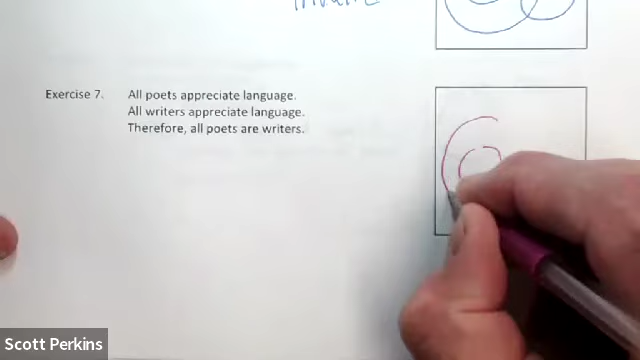 Exercise 7. All poets appreciate language.
All writers appreciate language.
Therefore, all poets are writers.
Scott Perkins